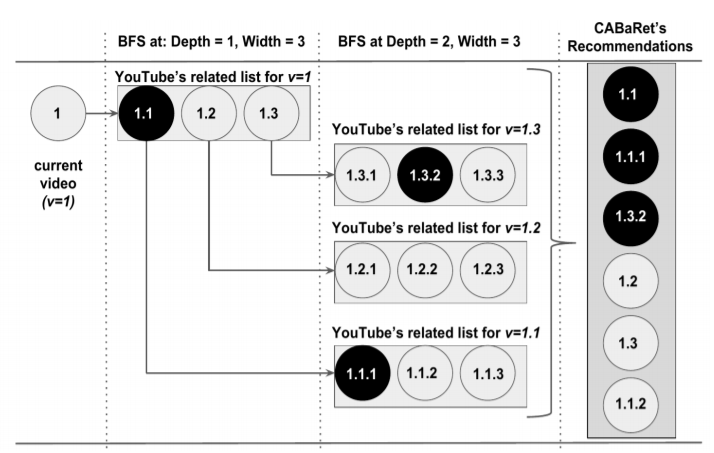 BFS at: Depth = 1, Width = 3
BFS at Depth = 2, Width = 3
CABaRet's
Recommendations
YouTube's related list for v=1
1
1.1
1.2
1.3
current
video
(v=1)
YouTube's related list for v=1.3
1.3.1
1.3.2
1.3.3
YouTube's related list for v=1.2
1.2.1
1.2.2
1.2.3
YouTube's related list for v=1.1
1.1.1
1.1.2
1.1.3
1.1
1.1.1
1.3.2
1.2
1.3
1.1.2